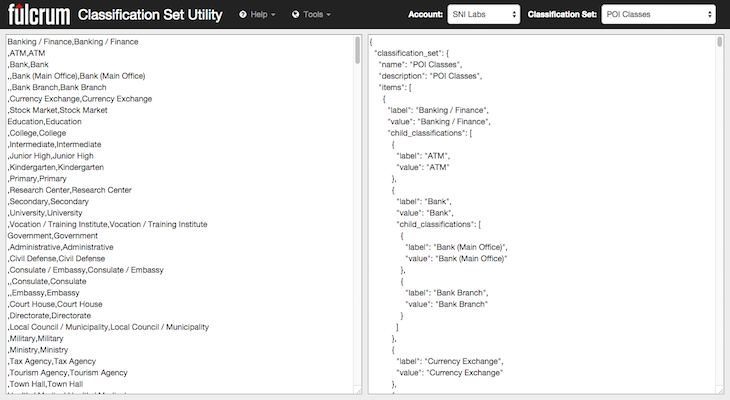 fulcrum Classification Set Utility Help Tools Account: SNI Labs Classification Set: POI Classes
Banking / Finance,Banking / Finance
,ATM,ATM
,Bank,Bank
,,Bank (Main Office),Bank (Main Office)
,,Bank Branch,Bank Branch
,Currency Exchange,Currency Exchange
,Stock Market,Stock Market
Education,Education
,College,College
,Intermediate,Intermediate
,Junior High,Junior High
,Kindergarten,Kindergarten
,Primary,Primary
,Research Center,Research Center
,Secondary,Secondary
,University,University
,Vocation / Training Institute,Vocation / Training Institute
Government,Government
,Administrative,Administrative
,Civil Defense,Civil Defense
,Consulate / Embassy,Consulate / Embassy
,,Consulate,Consulate
,,Embassy,Embassy
,Court House,Court House
,Directorate,Directorate
,Local Council / Municipality,Local Council / Municipality
,Military,Military
,Ministry,Ministry
,Tax Agency,Tax Agency
,Tourism Agency,Tourism Agency
,Town Hall,Town Hall
{
"classification_set": {
"name": "POI Classes",
"description": "POI Classes",
"items": [
{
"label": "Banking / Finance",
"value": "Banking / Finance",
"child_classifications": [
{
"label": "ATM",
"value": "ATM"
},
{
"label": "Bank",
"value": "Bank",
"child_classifications": [
{
"label": "Bank (Main Office)",
"value": "Bank (Main Office)"
},
{
"label": "Bank Branch",
"value": "Bank Branch"
}
]
},
{
"label": "Currency Exchange",
"value": "Currency Exchange"
},